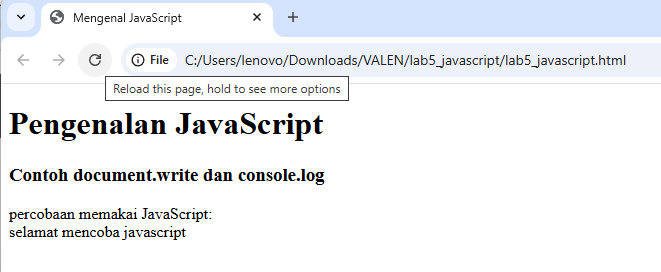 Mengenal JavaScript
File
C:/Users/lenovo/Downloads/VALEN/lab5_javascript/lab5_javascript.html
Reload this page, hold to see more options
Pengenalan JavaScript
Contoh document.write dan console.log
percobaan memakai JavaScript:
selamat mencoba javascript